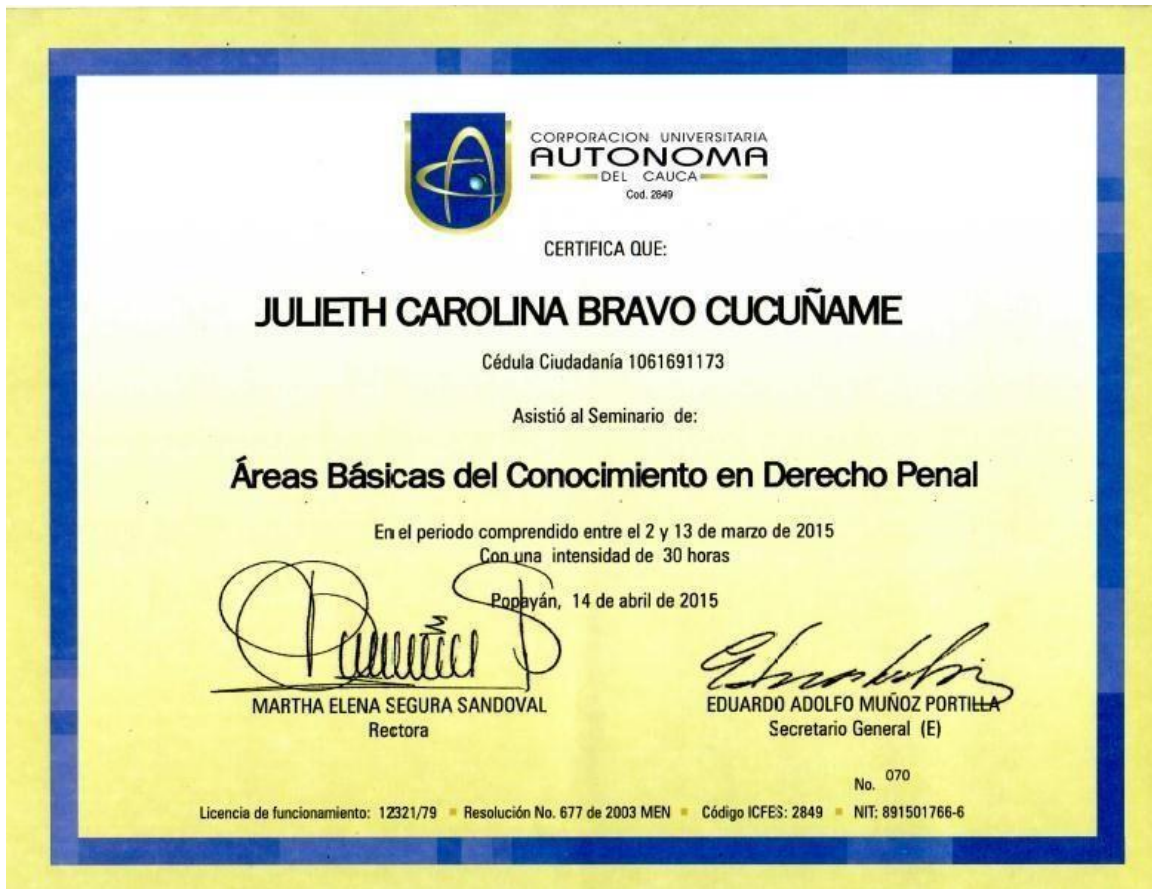 CORPORACION UNIVERSITARIA
AUTONOMA
DEL CAUCA
Cod. 2849
CERTIFICA QUE:
JULIETH CAROLINA BRAVO CUCUÑAME
Cédula Ciudadanía 1061691173
Asistió al Seminario de:
Áreas Básicas del Conocimiento en Derecho Penal
En el periodo comprendido entre el 2 y 13 de marzo de 2015
Con una intensidad de 30 horas
Popayán, 14 de abril de 2015
MARTHA ELENA SEGURA SANDOVAL
Rectora
EDUARDO ADOLFO MUÑOZ PORTILLA
Secretario General (E)
No. 070
Licencia de funcionamiento: 12321/79 Resolución No. 677 de 2003 MEN Código ICFES: 2849 NIT: 891501766-6